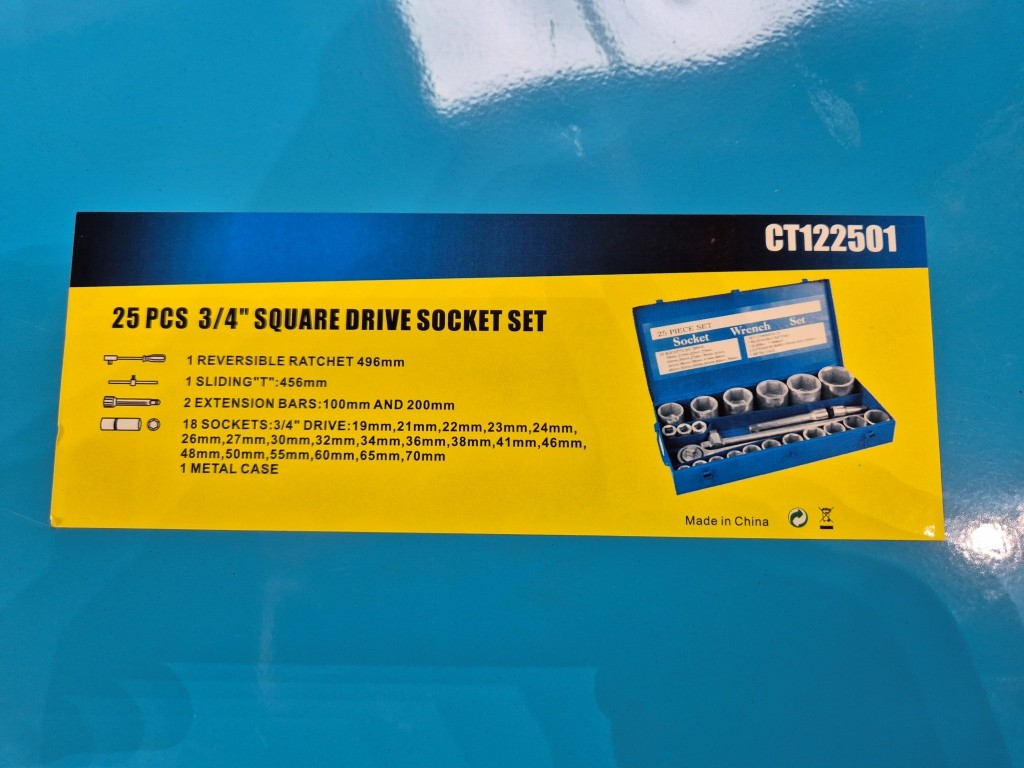 CT122501
25 PCS 3/4" SQUARE DRIVE SOCKET SET
1 REVERSIBLE RATCHET 496mm
1 SLIDING"T":456mm
2 EXTENSION BARS:100mm AND 200mm
18 SOCKETS:3/4" DRIVE:19mm,21mm,22mm,23mm,24mm,
26mm,27mm,30mm,32mm,34mm,36mm,38mm,41mm,46mm,
48mm,50mm,55mm,60mm,65mm,70mm
1 METAL CASE
25 PIECE SET
Socket Wrench Set
Made in China